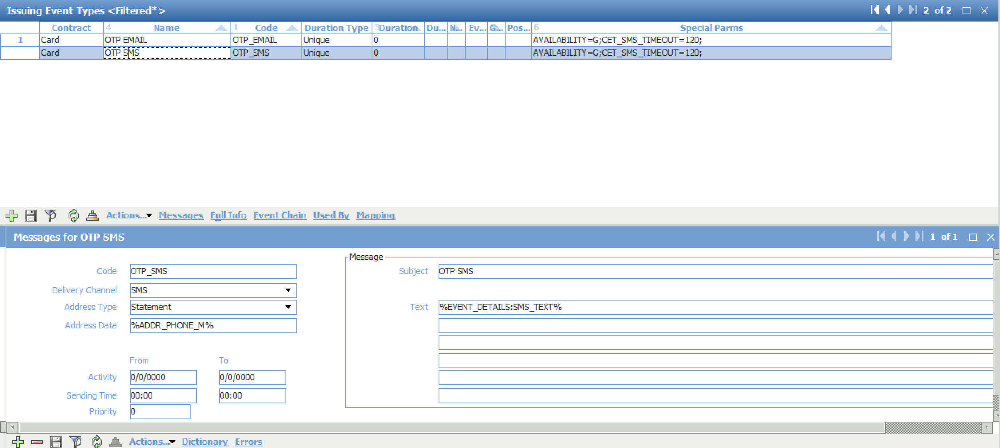 Issuing Event Types <Filtered*> 2 of 2
Contract 4 Name 1 Code Duration Type 3 Duration Du... N... Ev... G... Pos... 6 Special Parms
1 Card OTP EMAIL OTP_EMAIL Unique 0 AVAILABILITY=G;CET_SMS_TIMEOUT=120;
Card OTP SMS OTP_SMS Unique 0 AVAILABILITY=G;CET_SMS_TIMEOUT=120;
Actions... Messages Full Info Event Chain Used By Mapping
Messages for OTP SMS 1 of 1
Message
Code OTP_SMS Subject OTP SMS
Delivery Channel SMS
Address Type Statement Text %EVENT_DETAILS:SMS_TEXT%
Address Data %ADDR_PHONE_M%
From To
Activity 0/0/0000 0/0/0000
Sending Time 00:00 00:00
Priority 0
Actions... Dictionary Errors